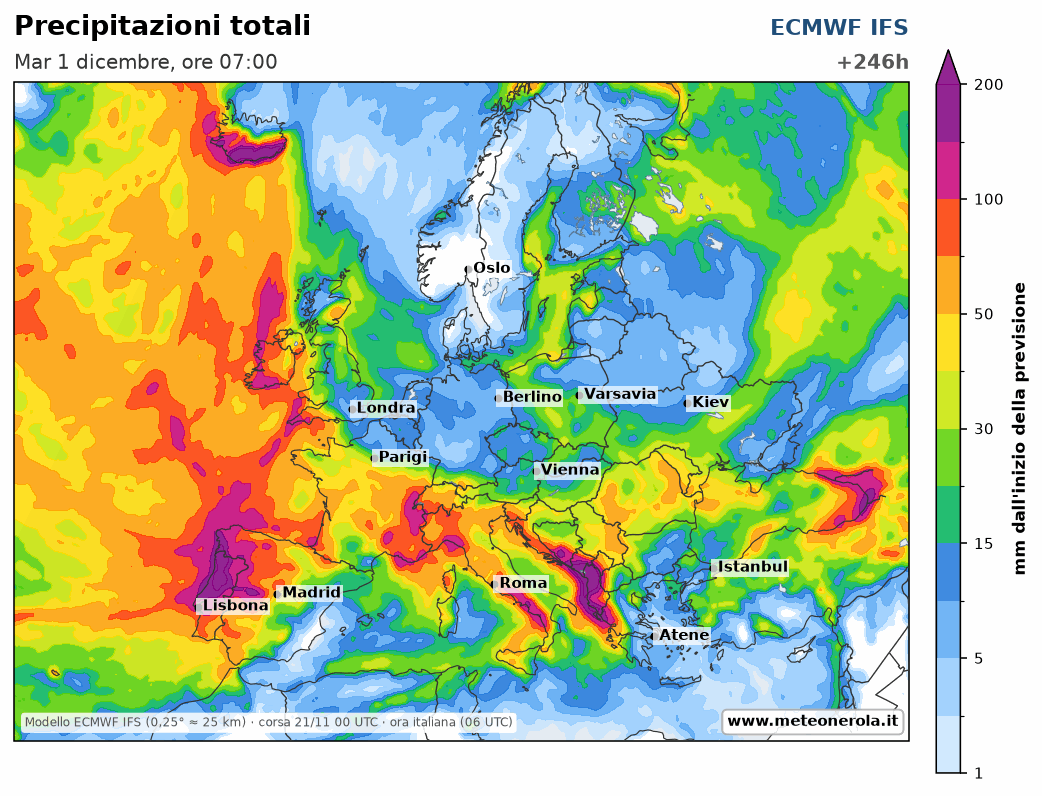 Precipitazioni totali
ECMWF IFS
Mar 1 dicembre, ore 07:00
+246h
200
100
50
30
15
5
1
mm dall'inizio della previsione
Oslo
Berlino
Varsavia
Kiev
Londra
Parigi
Vienna
Istanbul
Roma
Madrid
Lisbona
Atene
Modello ECMWF IFS (0,25° ≈ 25 km) · corsa 21/11 00 UTC · ora italiana (06 UTC)
www.meteonerola.it